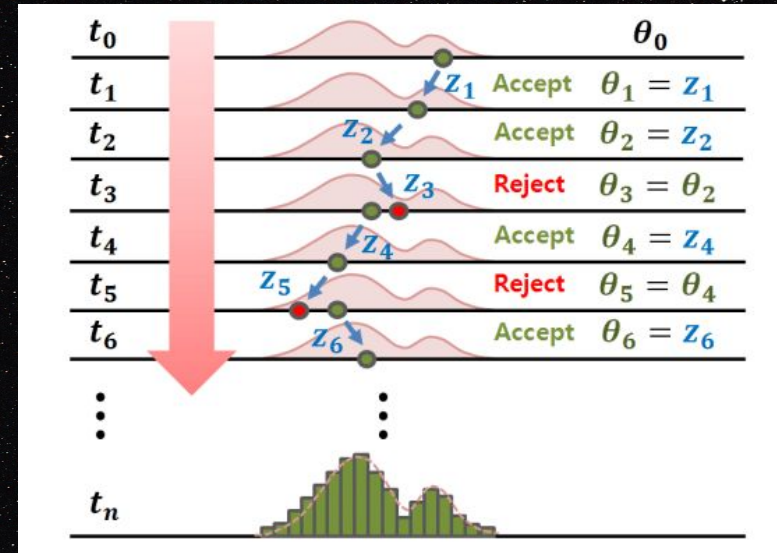 t₀ θ₀
t₁ z₁ Accept θ₁ = z₁
t₂ z₂ Accept θ₂ = z₂
t₃ z₃ Reject θ₃ = θ₂
t₄ z₄ Accept θ₄ = z₄
t₅ z₅ Reject θ₅ = θ₄
t₆ z₆ Accept θ₆ = z₆
⋮ ⋮
tₙ